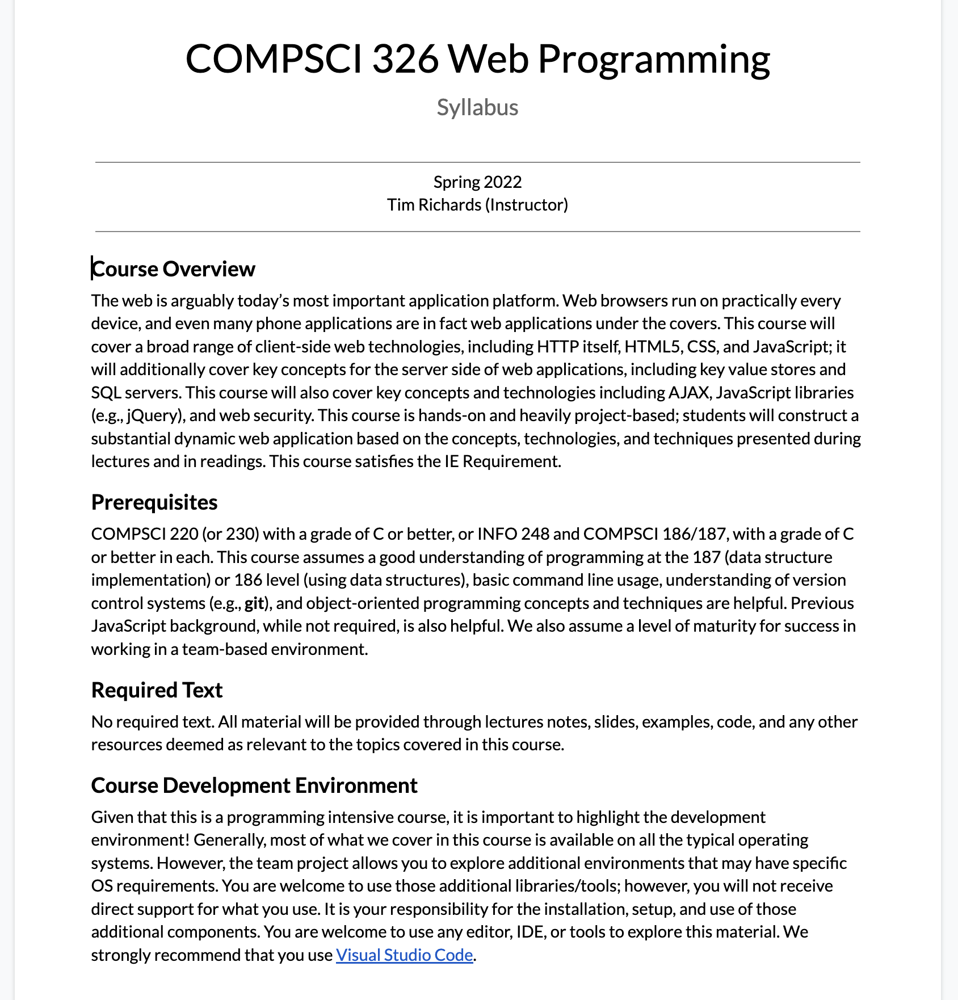 COMPSCI 326 Web Programming
Syllabus
Spring 2022
Tim Richards (Instructor)
Course Overview
The web is arguably today’s most important application platform. Web browsers run on practically every
device, and even many phone applications are in fact web applications under the covers. This course will
cover a broad range of client-side web technologies, including HTTP itself, HTML5, CSS, and JavaScript; it
will additionally cover key concepts for the server side of web applications, including key value stores and
SQL servers. This course will also cover key concepts and technologies including AJAX, JavaScript libraries
(e.g., jQuery), and web security. This course is hands-on and heavily project-based; students will construct a
substantial dynamic web application based on the concepts, technologies, and techniques presented during
lectures and in readings. This course satisfies the IE Requirement.
Prerequisites
COMPSCI 220 (or 230) with a grade of C or better, or INFO 248 and COMPSCI 186/187, with a grade of C
or better in each. This course assumes a good understanding of programming at the 187 (data structure
implementation) or 186 level (using data structures), basic command line usage, understanding of version
control systems (e.g., git), and object-oriented programming concepts and techniques are helpful. Previous
JavaScript background, while not required, is also helpful. We also assume a level of maturity for success in
working in a team-based environment.
Required Text
No required text. All material will be provided through lectures notes, slides, examples, code, and any other
resources deemed as relevant to the topics covered in this course.
Course Development Environment
Given that this is a programming intensive course, it is important to highlight the development
environment! Generally, most of what we cover in this course is available on all the typical operating
systems. However, the team project allows you to explore additional environments that may have specific
OS requirements. You are welcome to use those additional libraries/tools; however, you will not receive
direct support for what you use. It is your responsibility for the installation, setup, and use of those
additional components. You are welcome to use any editor, IDE, or tools to explore this material. We
strongly recommend that you use Visual Studio Code.